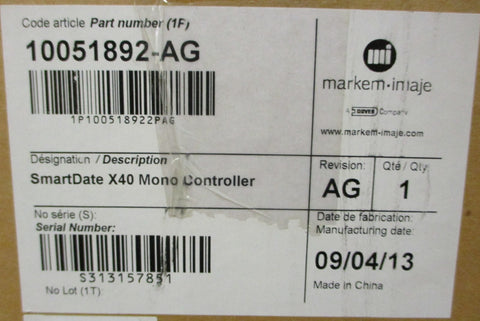 Code article Part number (1F)
10051892-AG
1P100518922PAG
markem·imaje
A DOVER Company
www.markem-imaje.com
Désignation / Description
SmartDate X40 Mono Controller
Revision:
AG
Qté / Qty
1
No série (S):
Serial Number:
S313157851
No Lot (1T)
Date de fabrication:
Manufacturing date:
09/04/13
Made in China